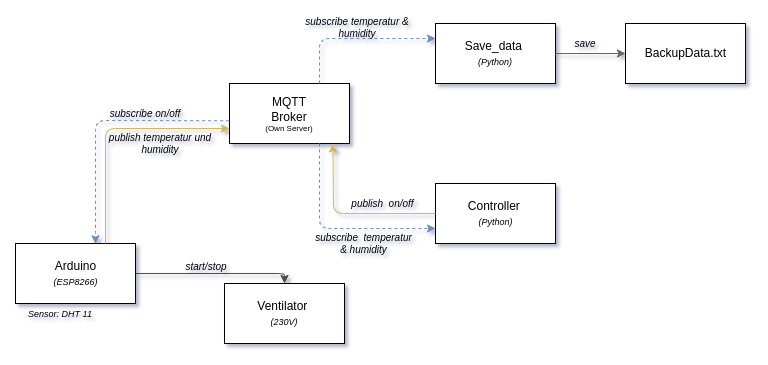 subscribe temperatur &
humidity
Save_data
(Python)
save
BackupData.txt
MQTT
Broker
(Own Server)
subscribe on/off
publish temperatur und
humidity
publish on/off
Controller
(Python)
subscribe temperatur
& humidity
Arduino
(ESP8266)
start/stop
Sensor: DHT 11
Ventilator
(230V)